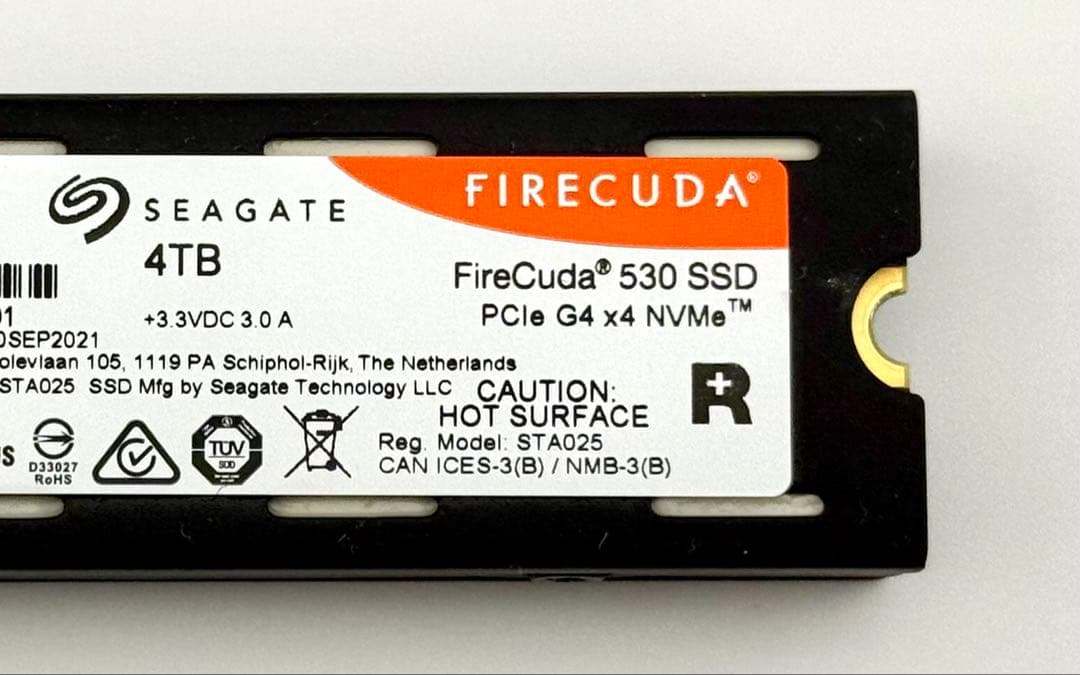 FIRECUDA®
SEAGATE
4TB
FireCuda® 530 SSD
+3.3VDC 3.0 A
PCIe G4 x4 NVMe™
SEP2021
105, 1119 PA Schiphol-Rijk, The Netherlands
STA025 SSD Mfg by Seagate Technology LLC
CAUTION:
HOT SURFACE
R
Reg. Model: STA025
CAN ICES-3(B) / NMB-3(B)
D33027
RoHS
TÜV
SÜD